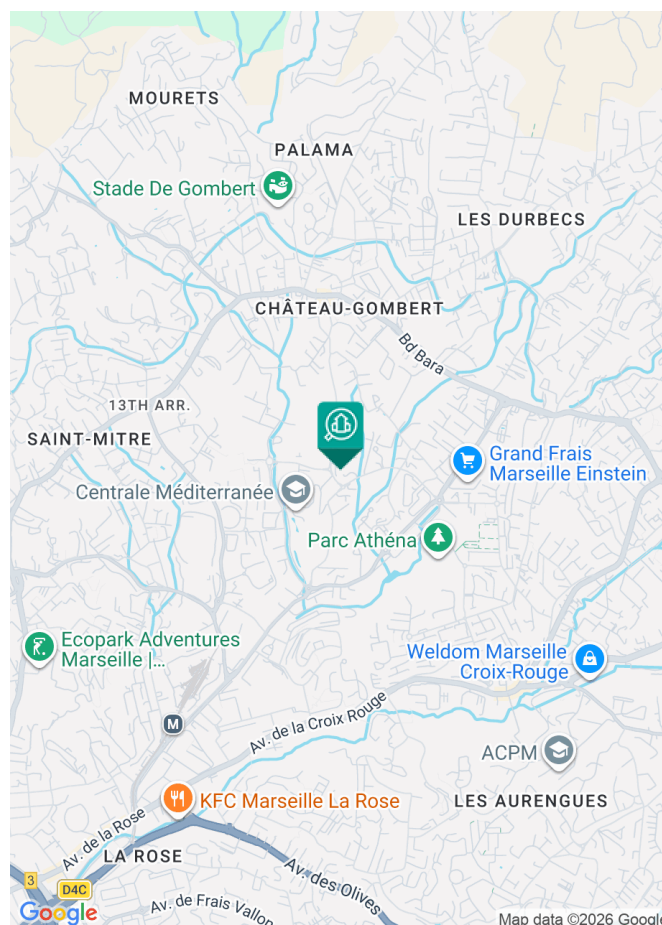 MOURETS
PALAMA
Stade De Gombert
LES DURBECS
CHÂTEAU-GOMBERT
Bd Bara
13TH ARR.
SAINT-MITRE
Grand Frais
Marseille Einstein
Centrale Méditerranée
Parc Athéna
Ecopark Adventures
Marseille |...
Weldom Marseille
Croix-Rouge
M
Av. de la Croix Rouge
ACPM
KFC Marseille La Rose
LES AURENGUES
Av. de la Rose
LA ROSE
Av. des Olives
3
D4C
Av. de Frais Vallon
Google
Map data ©2026 Google